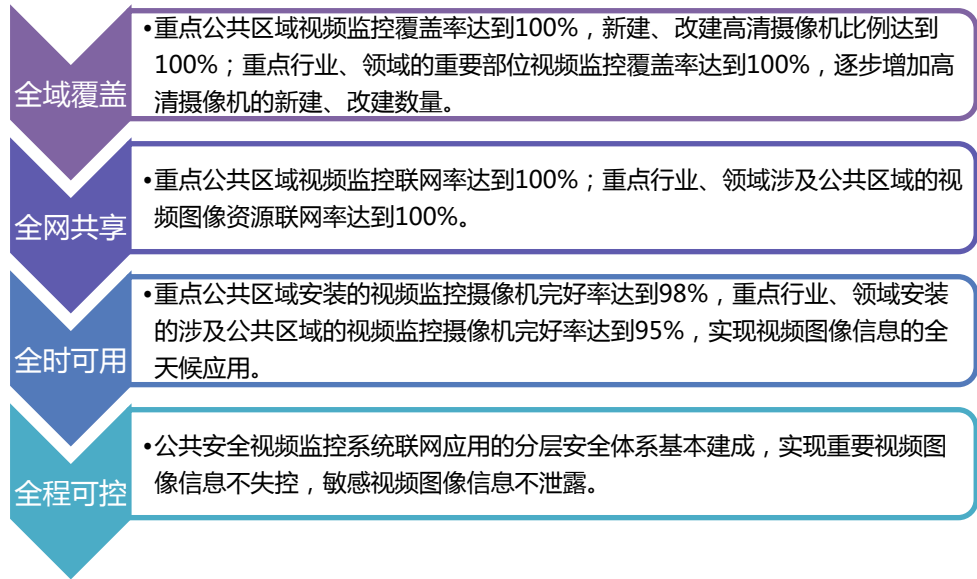 全域覆盖
•重点公共区域视频监控覆盖率达到100%，新建、改建高清摄像机比例达到
100%；重点行业、领域的重要部位视频监控覆盖率达到100%，逐步增加高
清摄像机的新建、改建数量。
全网共享
•重点公共区域视频监控联网率达到100%；重点行业、领域涉及公共区域的视
频图像资源联网率达到100%。
全时可用
•重点公共区域安装的视频监控摄像机完好率达到98%，重点行业、领域安装
的涉及公共区域的视频监控摄像机完好率达到95%，实现视频图像信息的全
天候应用。
全程可控
•公共安全视频监控系统联网应用的分层安全体系基本建成，实现重要视频图
像信息不失控，敏感视频图像信息不泄露。